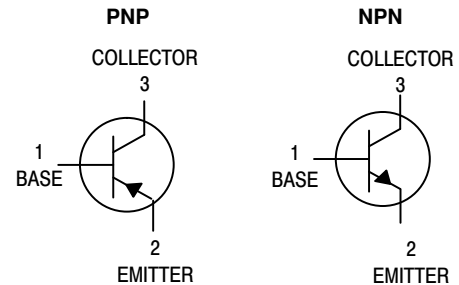 PNP
COLLECTOR
3
1
BASE
2
EMITTER
NPN
COLLECTOR
3
1
BASE
2
EMITTER